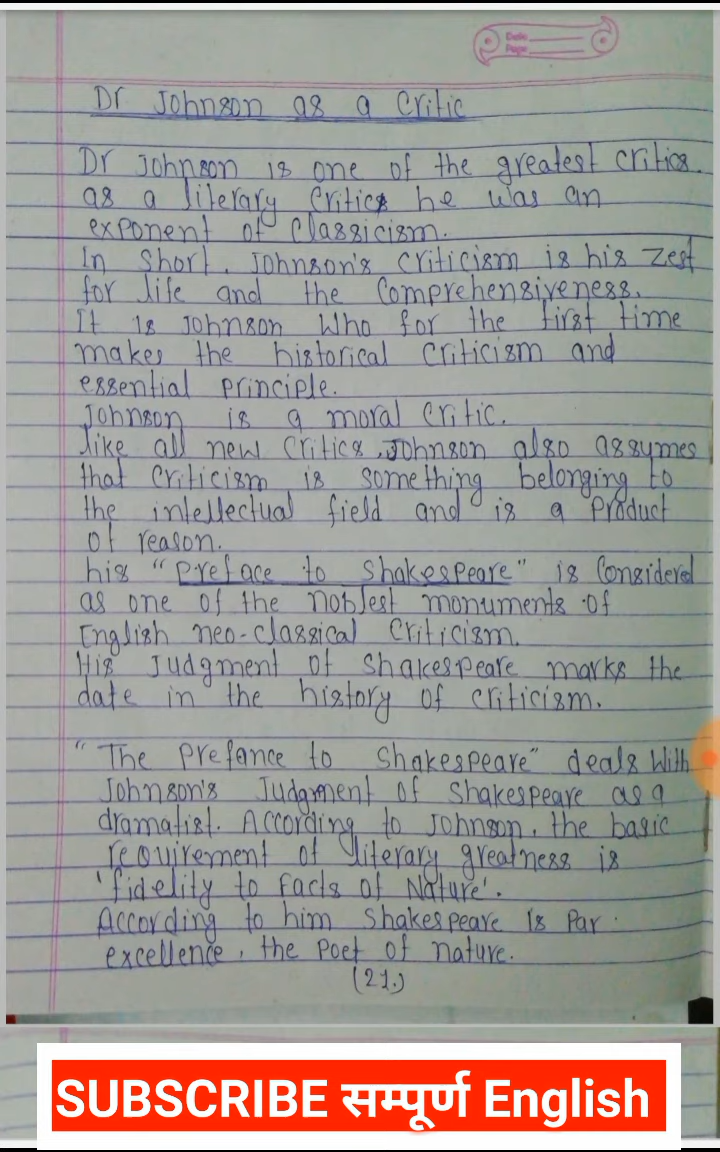 Date
Page
Dr Johnson as a Critic
Dr Johnson is one of the greatest critics.
as a literary Critics he was an
exponent of Classicism.
In Short. Johnson's Criticism is his Zest
for life and the Comprehensiveness.
It is Johnson Who for the first time
makes the historical Criticism and
essential Principle.
Johnson is a moral Critic.
like all new Critics, Johnson also assumes
that Criticism is something belonging to
the intellectual field and is a Product
of reason.
his "Preface to Shakespeare" is Considered
as one of the noblest monuments of
English neo-classical Criticism.
His Judgment of Shakespeare marks the
date in the history of criticism.
"The Prefance to Shakespeare" deals With
Johnson's Judgment of Shakespeare as a
dramatist. According to Johnson, the basic
requirement of literary greatness is
'fidelity to Facts of Nature'.
According to him Shakespeare is Par
excellence, the Poet of nature.
(21.)
SUBSCRIBE सम्पूर्ण English